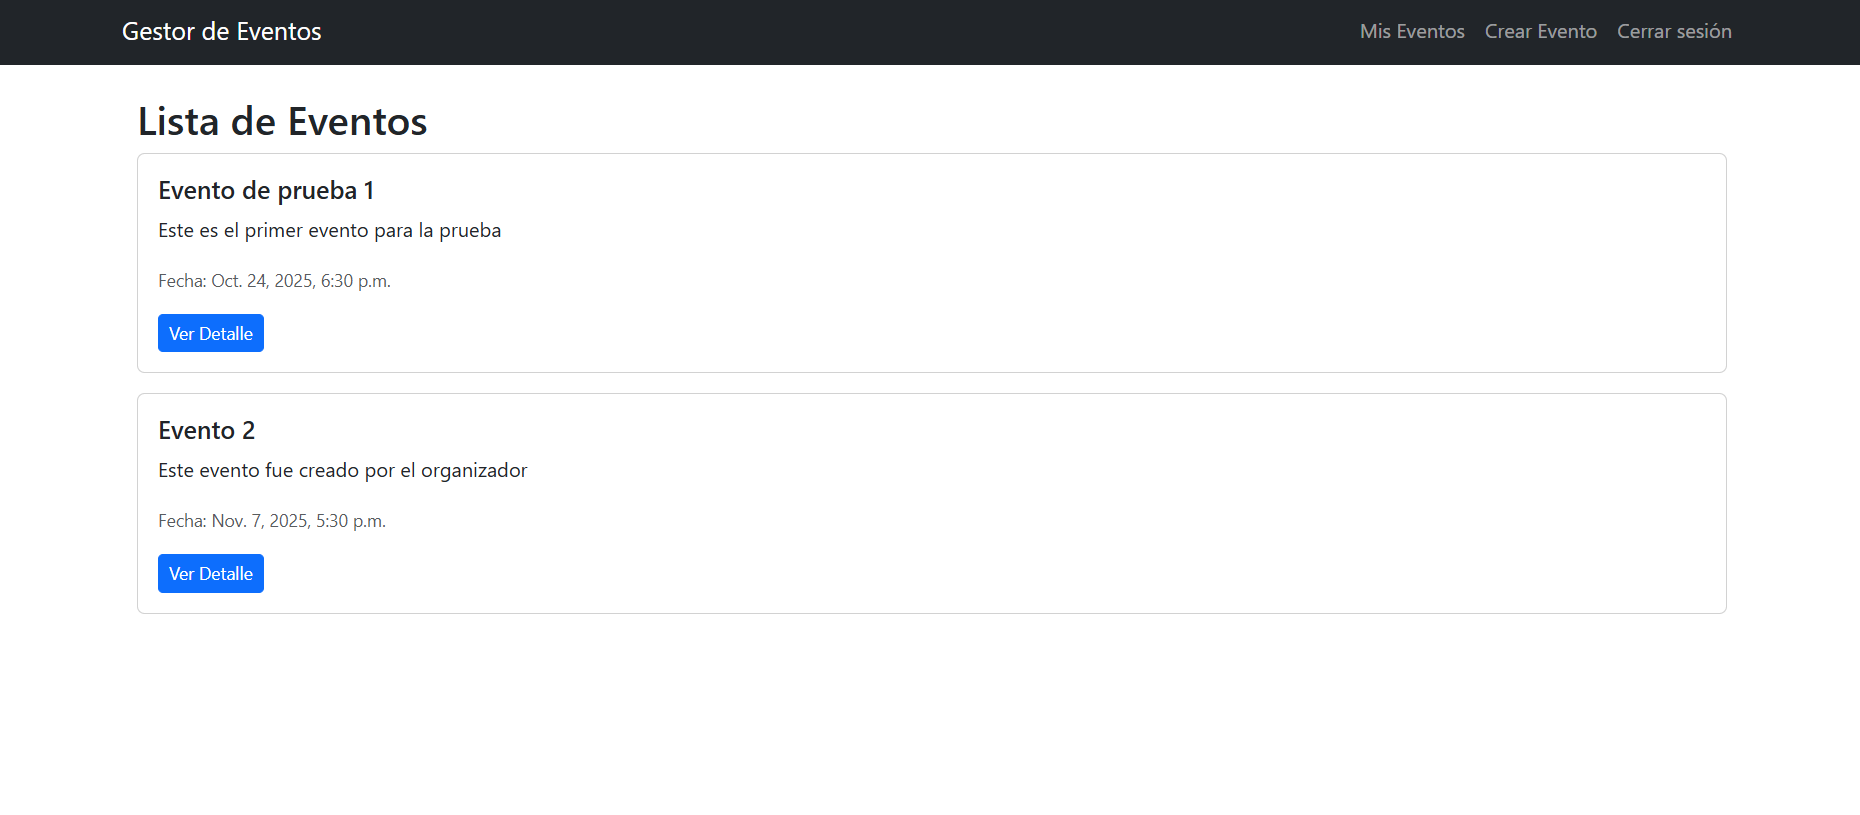 Gestor de Eventos
Mis Eventos Crear Evento Cerrar sesión
Lista de Eventos
Evento de prueba 1
Este es el primer evento para la prueba
Fecha: Oct. 24, 2025, 6:30 p.m.
Ver Detalle
Evento 2
Este evento fue creado por el organizador
Fecha: Nov. 7, 2025, 5:30 p.m.
Ver Detalle